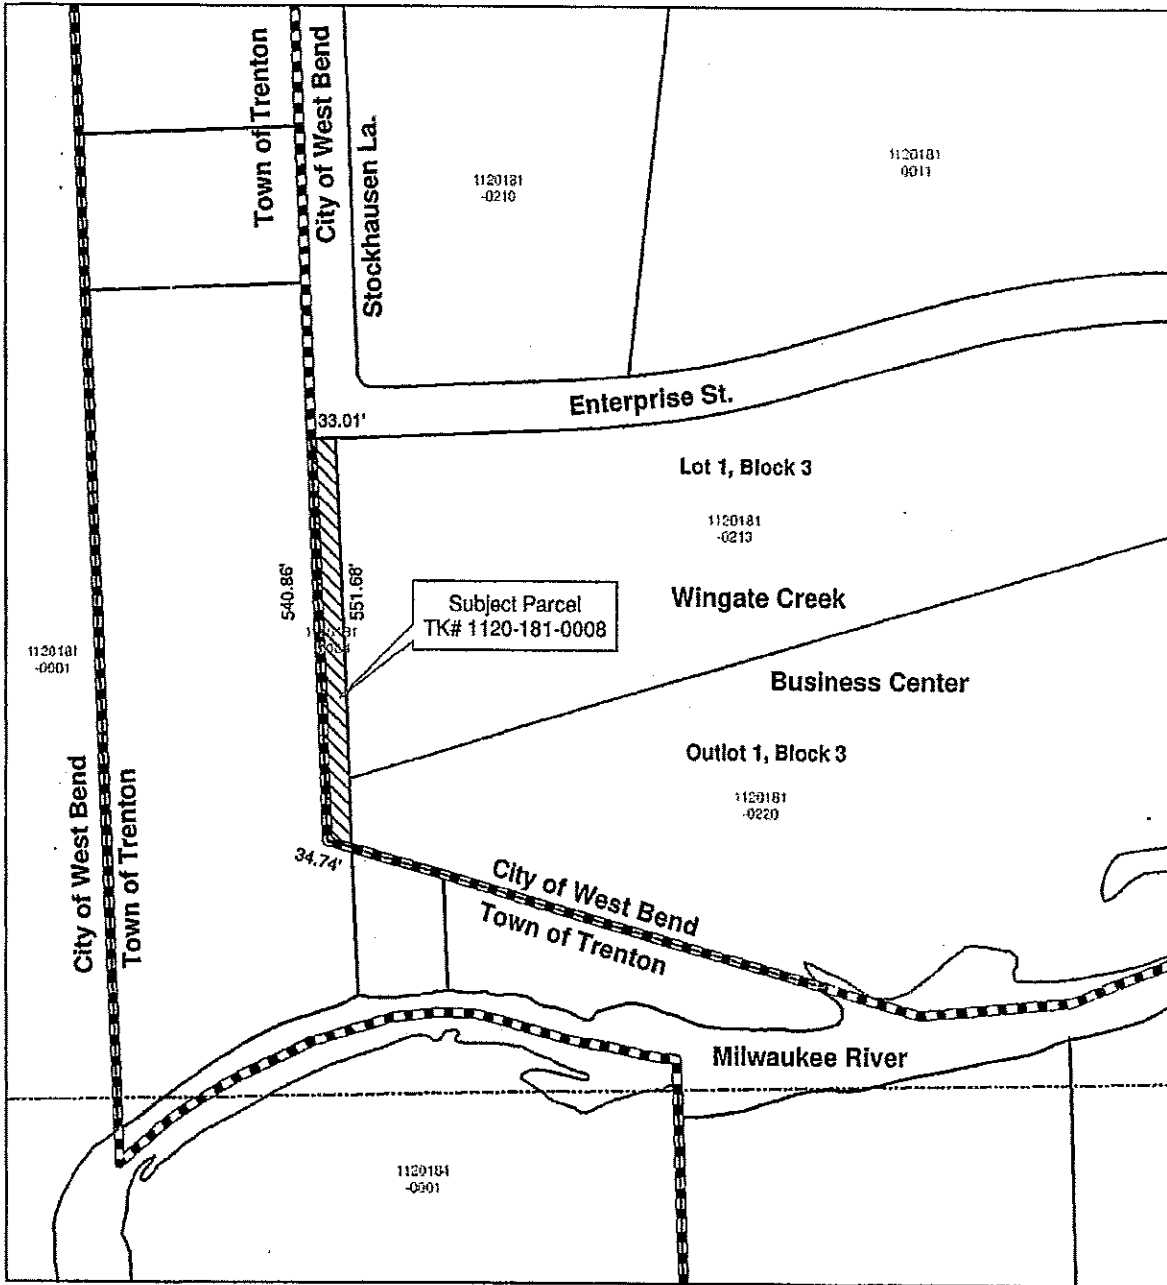 Town of Trenton
City of West Bend
Stockhausen La.
1120181
-0210
1120181
0011
Enterprise St.
33.01'
Lot 1, Block 3
1120181
-0213
540.86'
551.68'
Subject Parcel
TK# 1120-181-0008
Wingate Creek
1120181
-0001
Business Center
Outlot 1, Block 3
1120181
-0220
City of West Bend
Town of Trenton
34.74'
City of West Bend
Town of Trenton
Milwaukee River
1120181
-0001